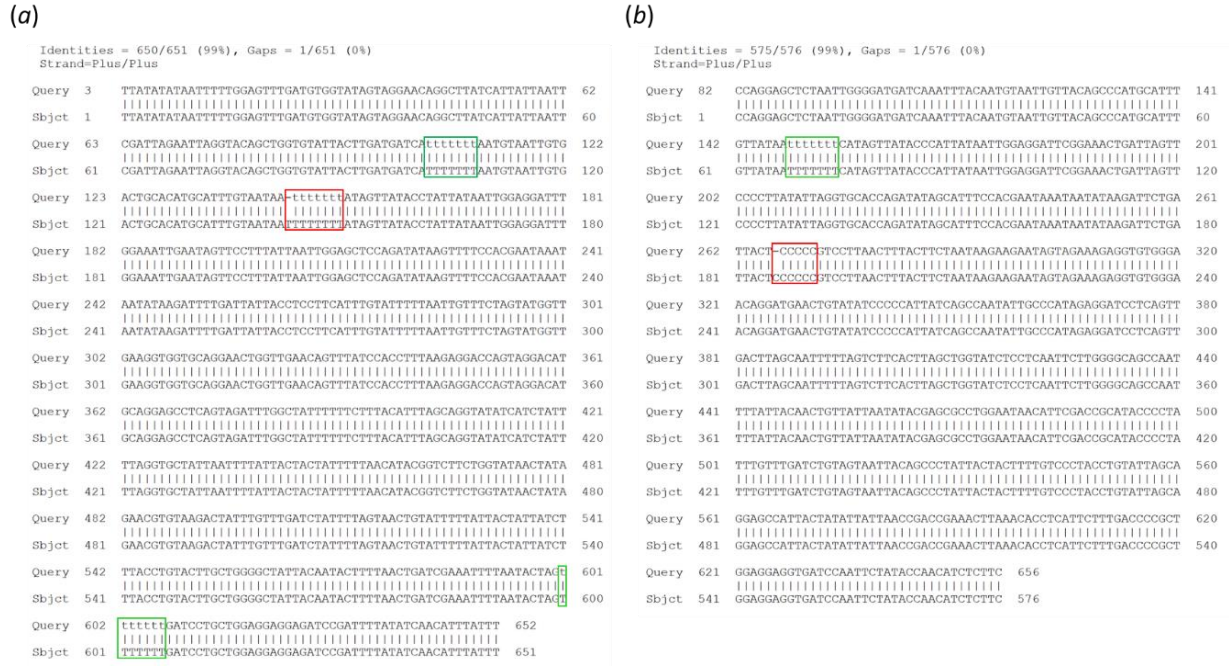 (a)
Identities = 650/651 (99%), Gaps = 1/651 (0%)
Strand=Plus/Plus
Query 3 TTATATATAATTTTTGGAGTTTGATGTGGTATAGTAGGAACAGGCTTATCATTATTAATT 62
Sbjct 1 TTATATATAATTTTTGGAGTTTGATGTGGTATAGTAGGAACAGGCTTATCATTATTAATT 60
Query 63 CGATTAGAATTAGGTACAGCTGGTGTATTACTTGATGATCAtttttttAATGTAATTGTG 122
Sbjct 61 CGATTAGAATTAGGTACAGCTGGTGTATTACTTGATGATCATTTTTTTAATGTAATTGTG 120
Query 123 ACTGCACATGCATTTGTAATAA-tttttttATAGTTATACCTATTATAATTGGAGGATTT 181
Sbjct 121 ACTGCACATGCATTTGTAATAATTTTTTTTATAGTTATACCTATTATAATTGGAGGATTT 180
Query 182 GGAAATTGAATAGTTCCTTTATTAATTGGAGCTCCAGATATAAGTTTTCCACGAATAAAT 241
Sbjct 181 GGAAATTGAATAGTTCCTTTATTAATTGGAGCTCCAGATATAAGTTTTCCACGAATAAAT 240
Query 242 AATATAAGATTTTGATTATTACCTCCTTCATTTGTATTTTTAATTGTTTCTAGTATGGTT 301
Sbjct 241 AATATAAGATTTTGATTATTACCTCCTTCATTTGTATTTTTAATTGTTTCTAGTATGGTT 300
Query 302 GAAGGTGGTGCAGGAACTGGTTGAACAGTTTATCCACCTTTAAGAGGACCAGTAGGACAT 361
Sbjct 301 GAAGGTGGTGCAGGAACTGGTTGAACAGTTTATCCACCTTTAAGAGGACCAGTAGGACAT 360
Query 362 GCAGGAGCCTCAGTAGATTTGGCTATTTTTTCTTTACATTTAGCAGGTATATCATCTATT 421
Sbjct 361 GCAGGAGCCTCAGTAGATTTGGCTATTTTTTCTTTACATTTAGCAGGTATATCATCTATT 420
Query 422 TTAGGTGCTATTAATTTTATTACTACTATTTTTAACATACGGTCTTCTGGTATAACTATA 481
Sbjct 421 TTAGGTGCTATTAATTTTATTACTACTATTTTTAACATACGGTCTTCTGGTATAACTATA 480
Query 482 GAACGTGTAAGACTATTTGTTTGATCTATTTTAGTAACTGTATTTTTATTACTATTATCT 541
Sbjct 481 GAACGTGTAAGACTATTTGTTTGATCTATTTTAGTAACTGTATTTTTATTACTATTATCT 540
Query 542 TTACCTGTACTTGCTGGGGCTATTACAATACTTTTAACTGATCGAAATTTTAATACTAGt 601
Sbjct 541 TTACCTGTACTTGCTGGGGCTATTACAATACTTTTAACTGATCGAAATTTTAATACTAGT 600
Query 602 ttttttGATCCTGCTGGAGGAGGAGATCCGATTTTATATCAACATTTATTT 652
Sbjct 601 TTTTTTGATCCTGCTGGAGGAGGAGATCCGATTTTATATCAACATTTATTT 651
(b)
Identities = 575/576 (99%), Gaps = 1/576 (0%)
Strand=Plus/Plus
Query 82 CCAGGAGCTCTAATTGGGGATGATCAAATTTACAATGTAATTGTTACAGCCCATGCATTT 141
Sbjct 1 CCAGGAGCTCTAATTGGGGATGATCAAATTTACAATGTAATTGTTACAGCCCATGCATTT 60
Query 142 GTTATAAtttttttCATAGTTATACCCATTATAATTGGAGGATTCGGAAACTGATTAGTT 201
Sbjct 61 GTTATAATTTTTTTCATAGTTATACCCATTATAATTGGAGGATTCGGAAACTGATTAGTT 120
Query 202 CCCCTTATATTAGGTGCACCAGATATAGCATTTCCACGAATAAATAATATAAGATTCTGA 261
Sbjct 121 CCCCTTATATTAGGTGCACCAGATATAGCATTTCCACGAATAAATAATATAAGATTCTGA 180
Query 262 TTACT-CCCCCGTCCTTAACTTTACTTCTAATAAGAAGAATAGTAGAAAGAGGTGTGGGA 320
Sbjct 181 TTACTCCCCCCGTCCTTAACTTTACTTCTAATAAGAAGAATAGTAGAAAGAGGTGTGGGA 240
Query 321 ACAGGATGAACTGTATATCCCCCATTATCAGCCAATATTGCCCATAGAGGATCCTCAGTT 380
Sbjct 241 ACAGGATGAACTGTATATCCCCCATTATCAGCCAATATTGCCCATAGAGGATCCTCAGTT 300
Query 381 GACTTAGCAATTTTTAGTCTTCACTTAGCTGGTATCTCCTCAATTCTTGGGGCAGCCAAT 440
Sbjct 301 GACTTAGCAATTTTTAGTCTTCACTTAGCTGGTATCTCCTCAATTCTTGGGGCAGCCAAT 360
Query 441 TTTATTACAACTGTTATTAATATACGAGCGCCTGGAATAACATTCGACCGCATACCCCTA 500
Sbjct 361 TTTATTACAACTGTTATTAATATACGAGCGCCTGGAATAACATTCGACCGCATACCCCTA 420
Query 501 TTTGTTTGATCTGTAGTAATTACAGCCCTATTACTACTTTTGTCCCTACCTGTATTAGCA 560
Sbjct 421 TTTGTTTGATCTGTAGTAATTACAGCCCTATTACTACTTTTGTCCCTACCTGTATTAGCA 480
Query 561 GGAGCCATTACTATATTATTAACCGACCGAAACTTAAACACCTCATTCTTTGACCCCGCT 620
Sbjct 481 GGAGCCATTACTATATTATTAACCGACCGAAACTTAAACACCTCATTCTTTGACCCCGCT 540
Query 621 GGAGGAGGTGATCCAATTCTATACCAACATCTCTTC 656
Sbjct 541 GGAGGAGGTGATCCAATTCTATACCAACATCTCTTC 576